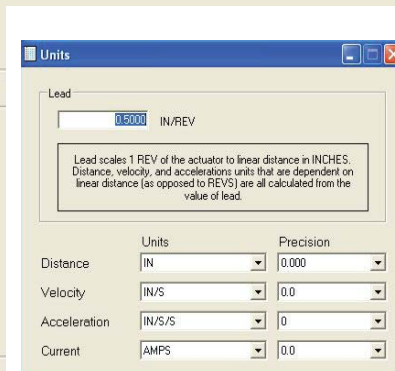 Units
Lead
0.5000 IN/REV
Lead scales 1 REV of the actuator to linear distance in INCHES.
Distance, velocity, and accelerations units that are dependent on
linear distance (as opposed to REVS) are all calculated from the
value of lead.
Units Precision
Distance IN 0.000
Velocity IN/S 0.0
Acceleration IN/S/S 0
Current AMPS 0.0